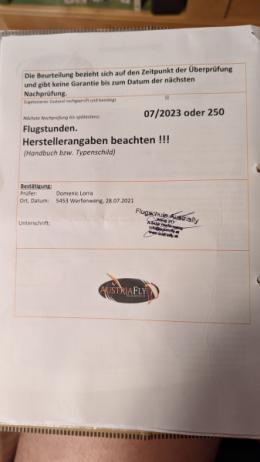 Die Beurteilung bezieht sich auf den Zeitpunkt der Überprüfung
und gibt keine Garantie bis zum Datum der nächsten
Nachprüfung.
Nächste Nachprüfung bis spätestens:
07/2023 oder 250
Flugstunden.
Herstellerangaben beachten !!!
(Handbuch bzw. Typenschild)
Bestätigung:
Prüfer: Domenic Lorra
Ort, Datum: 5453 Werfenweng, 28.07.2021
Flugschule Austriafly
Unterschrift:
AUSTRIAFLY